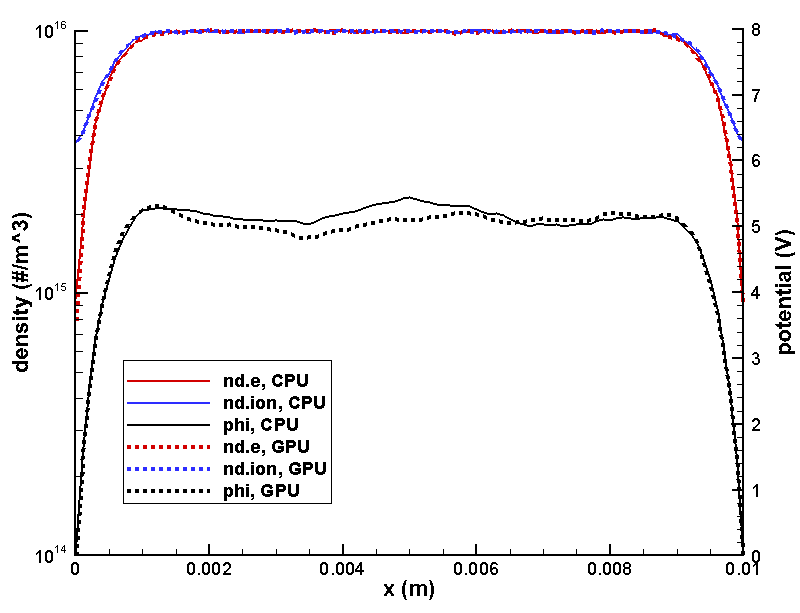 10^16
10^15
10^14
density (#/m^3)
8
7
6
5
4
3
2
1
0
potential (V)
nd.e, CPU
nd.ion, CPU
phi, CPU
nd.e, GPU
nd.ion, GPU
phi, GPU
0
0.002
0.004
0.006
0.008
0.01
x (m)